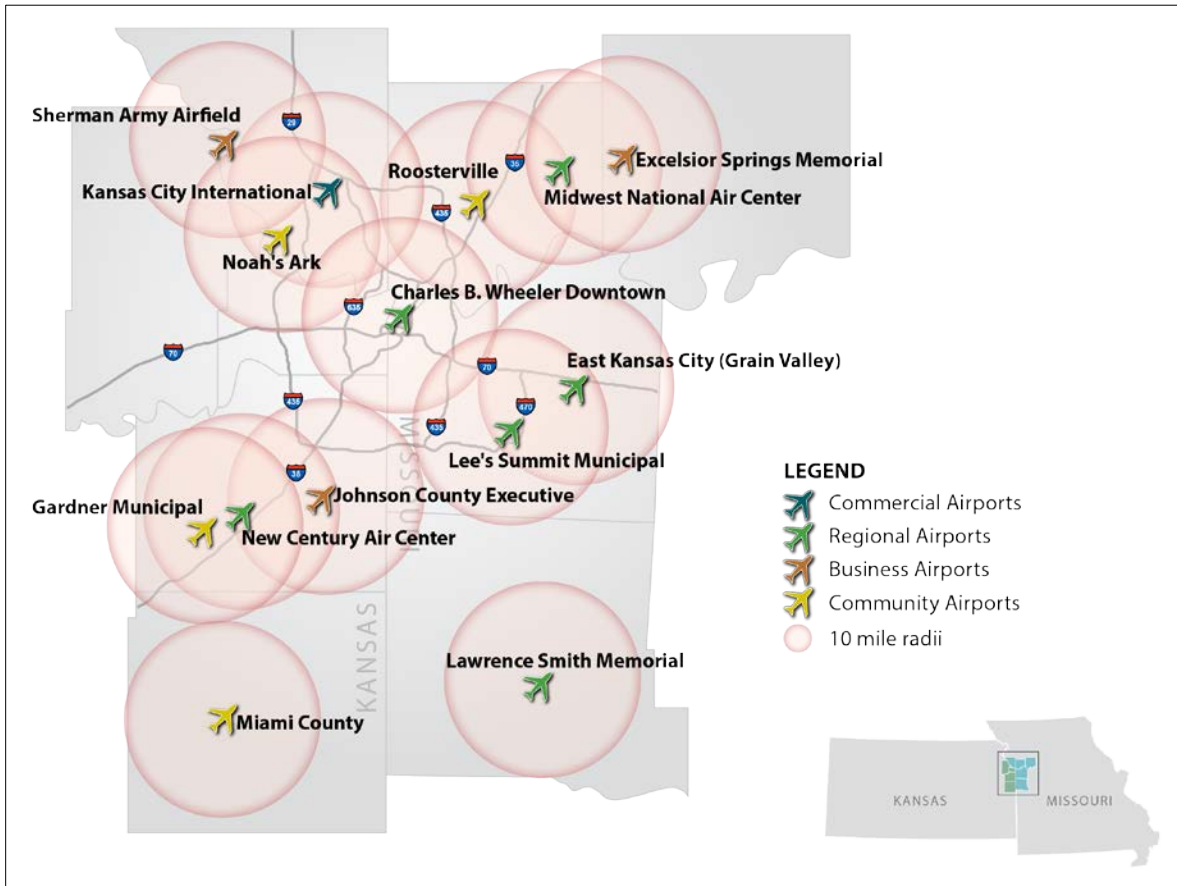 Sherman Army Airfield
29
Kansas City International
Roosterville
35
Excelsior Springs Memorial
Midwest National Air Center
435
Noah's Ark
Charles B. Wheeler Downtown
635
70
70
East Kansas City (Grain Valley)
435
470
435
MISSOURI
Lee's Summit Municipal
35
Gardner Municipal
Johnson County Executive
New Century Air Center
KANSAS
Lawrence Smith Memorial
Miami County
LEGEND
Commercial Airports
Regional Airports
Business Airports
Community Airports
10 mile radii
KANSAS
MISSOURI